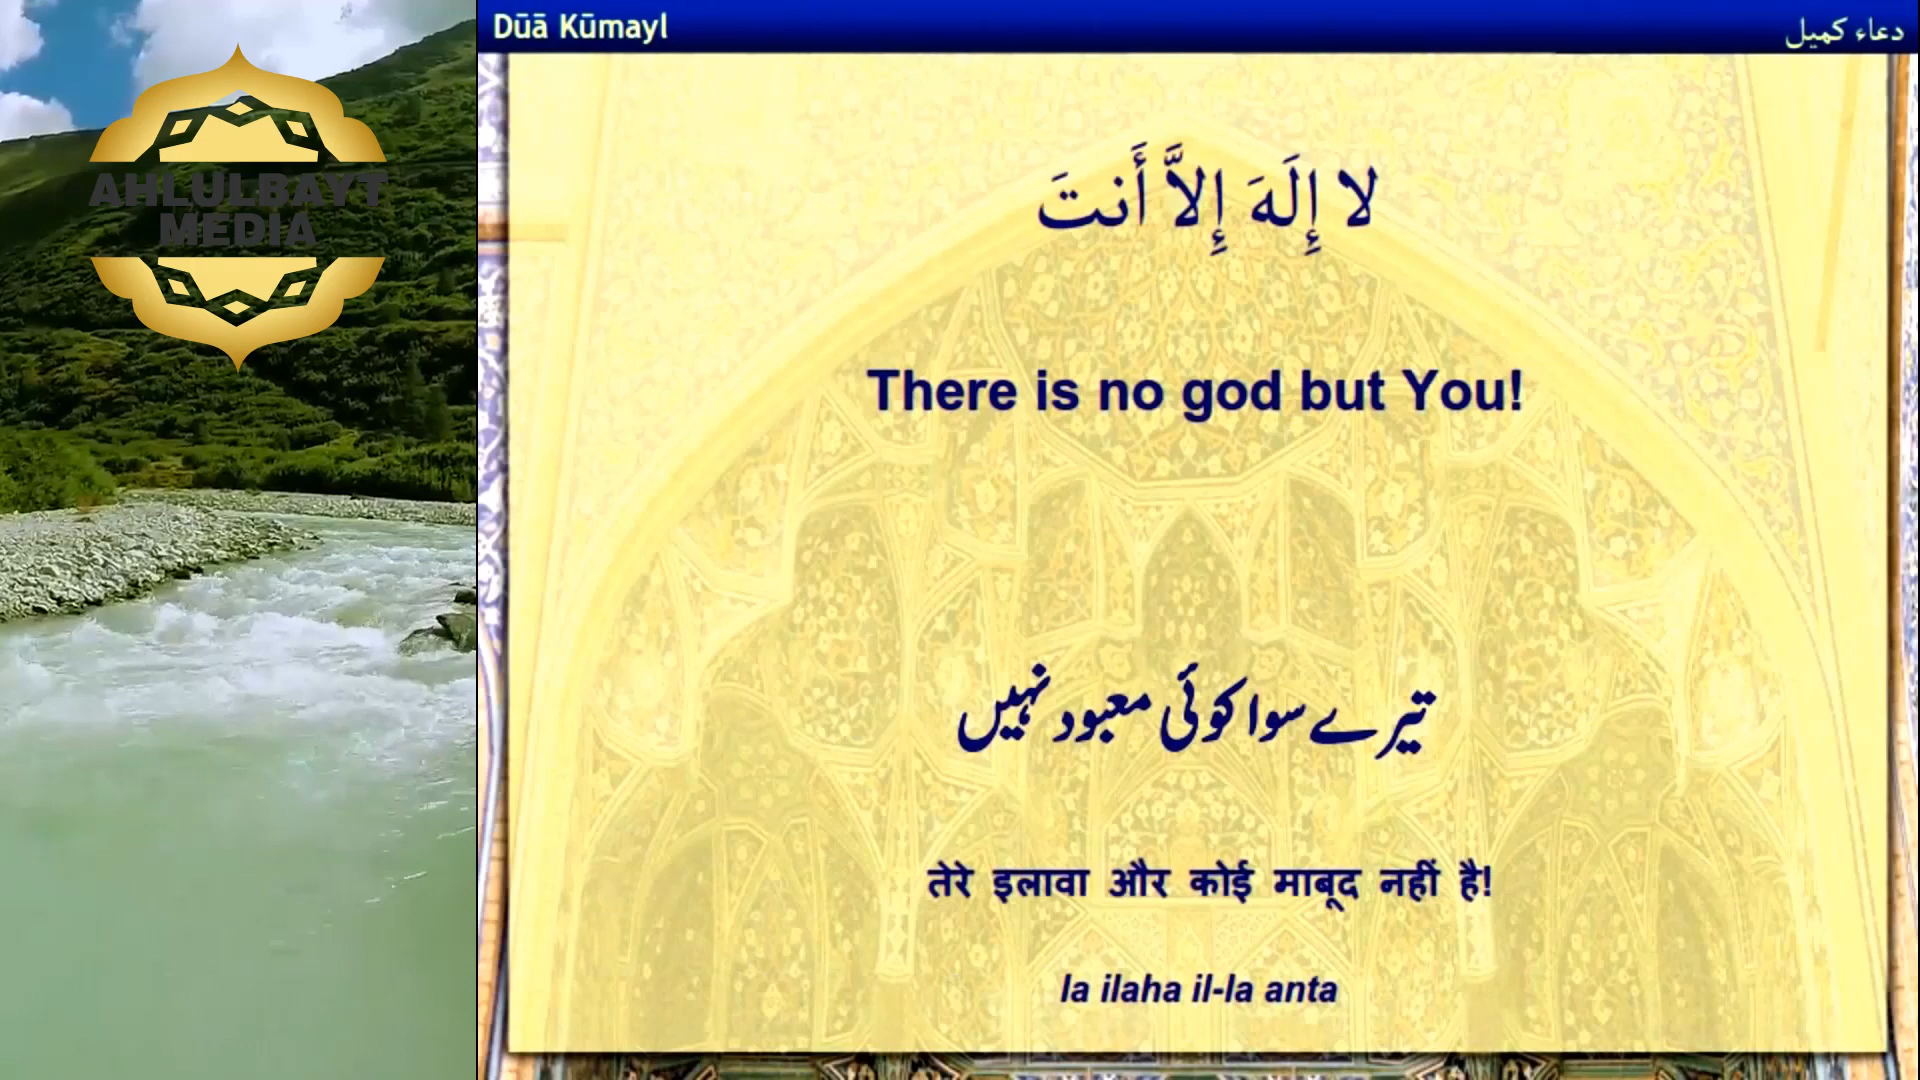 Dūā Kūmayl
دعاء كميل
AHLULBAYT
MEDIA
لا إِلَهَ إِلاَّ أَنتَ
There is no god but You!
تیرے سوا کوئی معبود نہیں
तेरे इलावा और कोई माबूद नहीं है!
la ilaha il-la anta